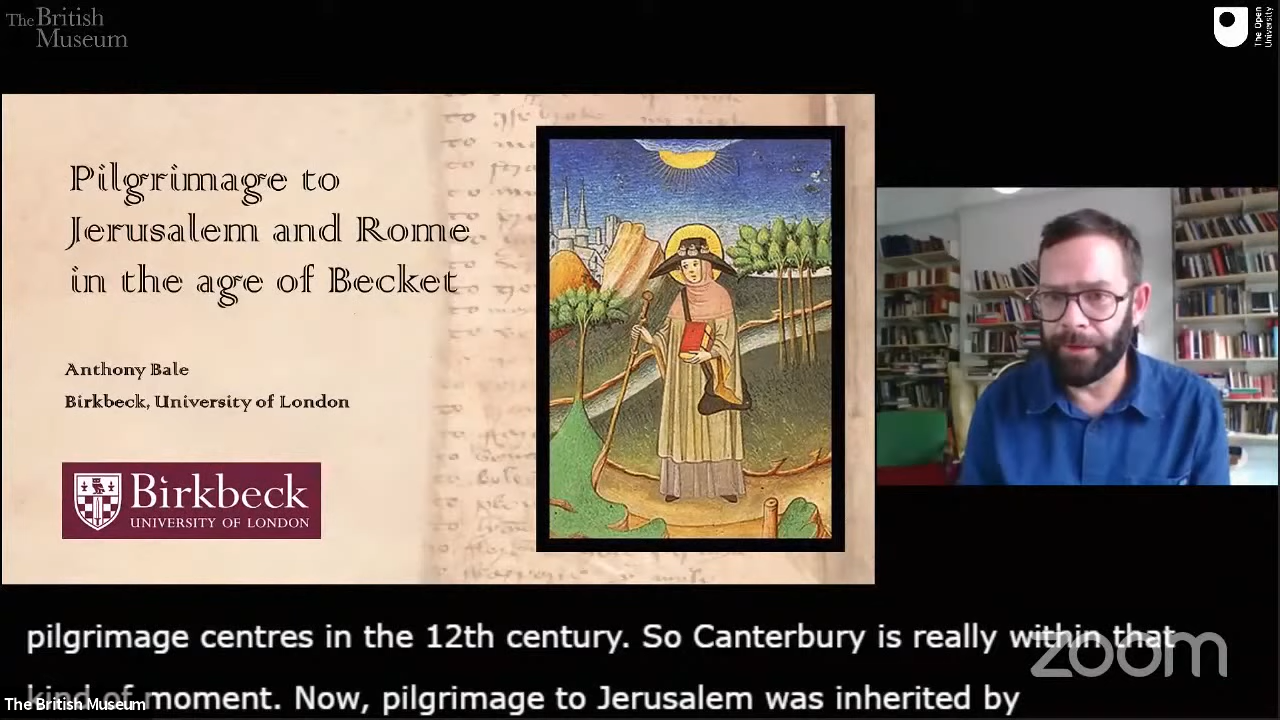 The British
Museum
The Open
University
Pilgrimage to
Jerusalem and Rome
in the age of Becket
Anthony Bale
Birkbeck, University of London
Birkbeck
UNIVERSITY OF LONDON
pilgrimage centres in the 12th century. So Canterbury is really within that
kind of moment. Now, pilgrimage to Jerusalem was inherited by
zoom
The British Museum